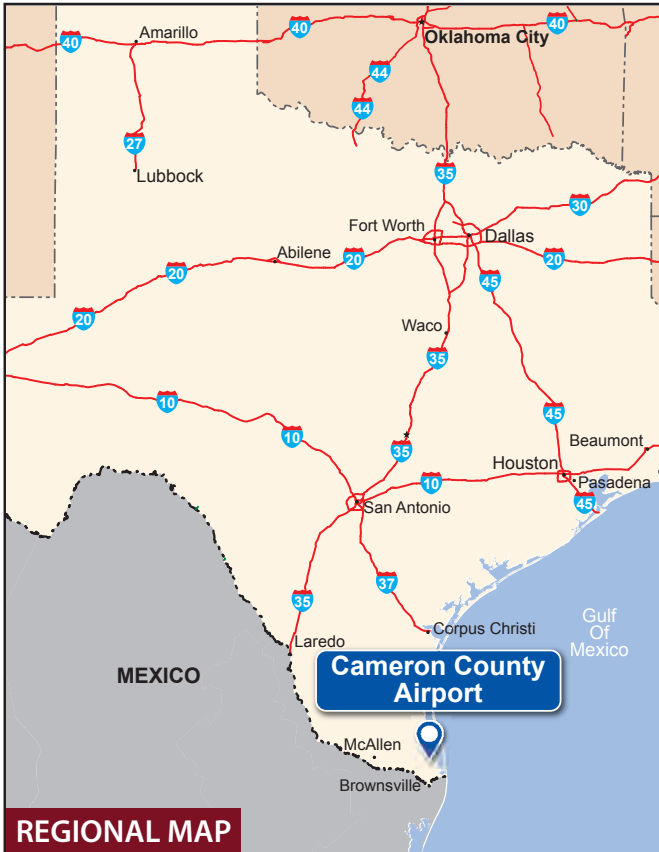 40
Amarillo
40
Oklahoma City
40
44
44
27
Lubbock
35
30
Fort Worth
Dallas
Abilene
20
20
20
45
20
Waco
35
10
45
10
35
Beaumont
Houston
10
Pasadena
San Antonio
45
37
35
Corpus Christi
Gulf
Of
Mexico
Laredo
MEXICO
Cameron County
Airport
McAllen
Brownsville
REGIONAL MAP